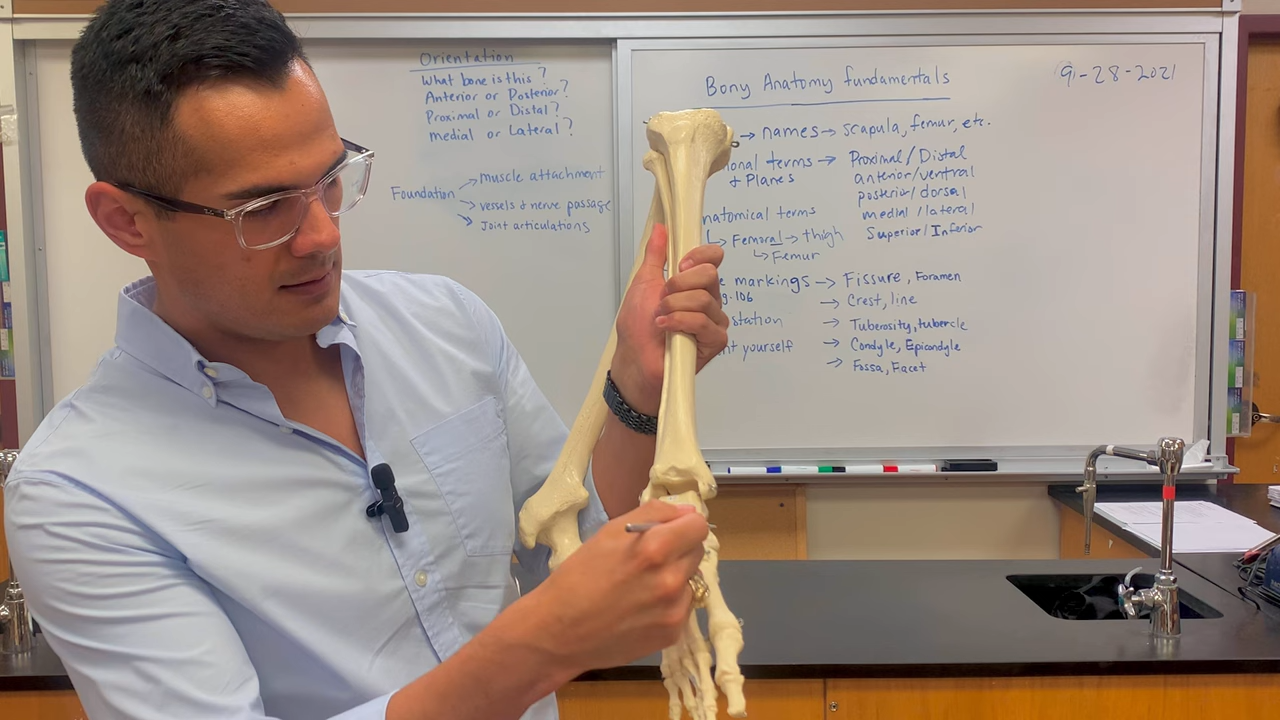 Orientation
What bone is this?
Anterior or Posterior?
Proximal or Distal?
medial or Lateral?
Foundation → muscle attachment
→ vessels & nerve passage
→ Joint articulations
Bony Anatomy fundamentals
9-28-2021
→ names → scapula, femur, etc.
ional terms → Proximal/Distal
& Planes
anterior/ventral
posterior/dorsal
medial/lateral
Superior/Inferior
natomical terms
↳ Femoral → thigh
↳ Femur
markings → Fissure, Foramen
g.106
→ Crest, line
station → Tuberosity, tubercle
nt yourself → Condyle, Epicondyle
→ Fossa, Facet